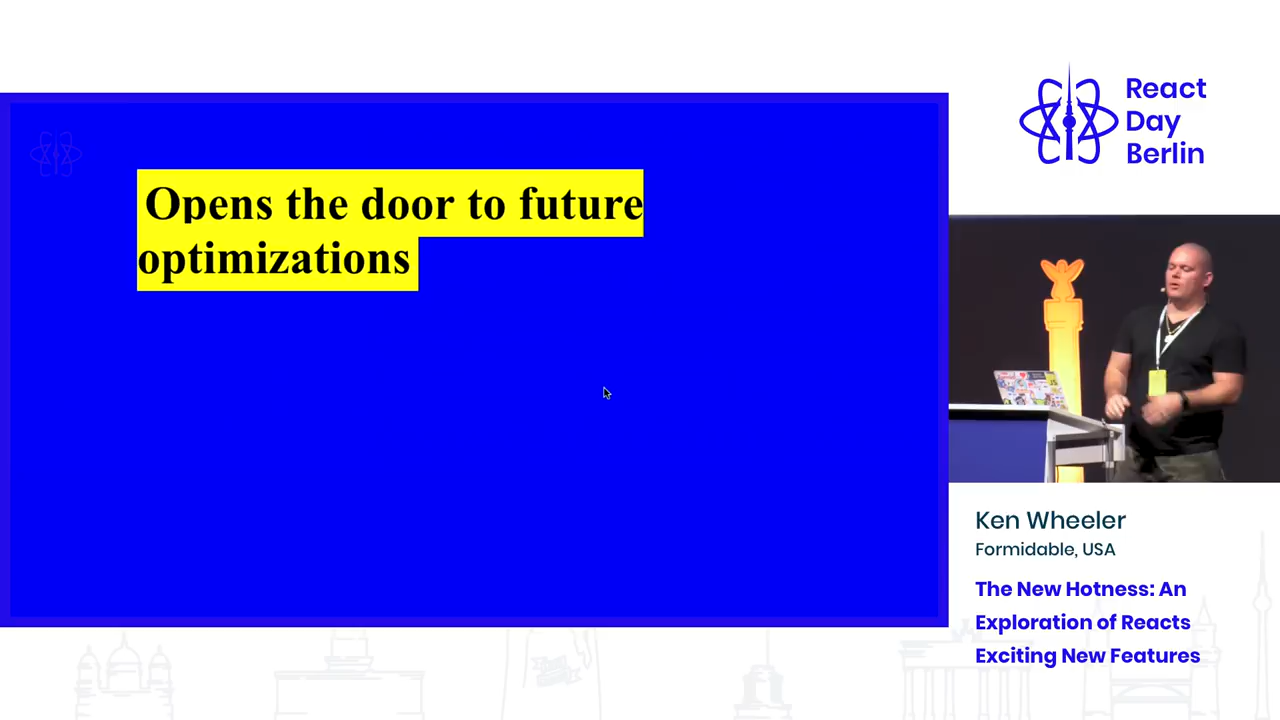 Opens the door to future
optimizations
React
Day
Berlin
Ken Wheeler
Formidable, USA
The New Hotness: An
Exploration of Reacts
Exciting New Features